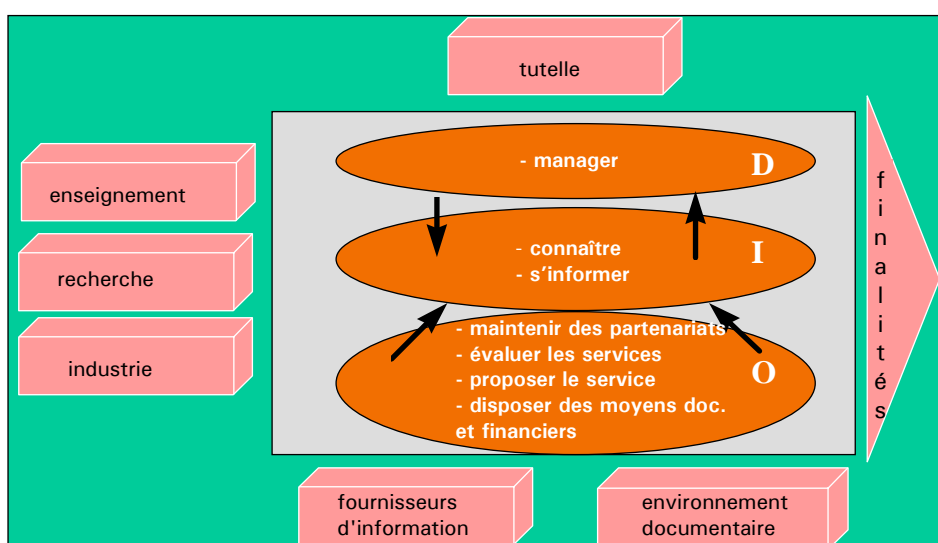 tutelle
enseignement
recherche
industrie
- manager
D
- connaître
- s'informer
I
- maintenir des partenariats
- évaluer les services
- proposer le service
- disposer des moyens doc.
et financiers
O
finalités
fournisseurs
d'information
environnement
documentaire